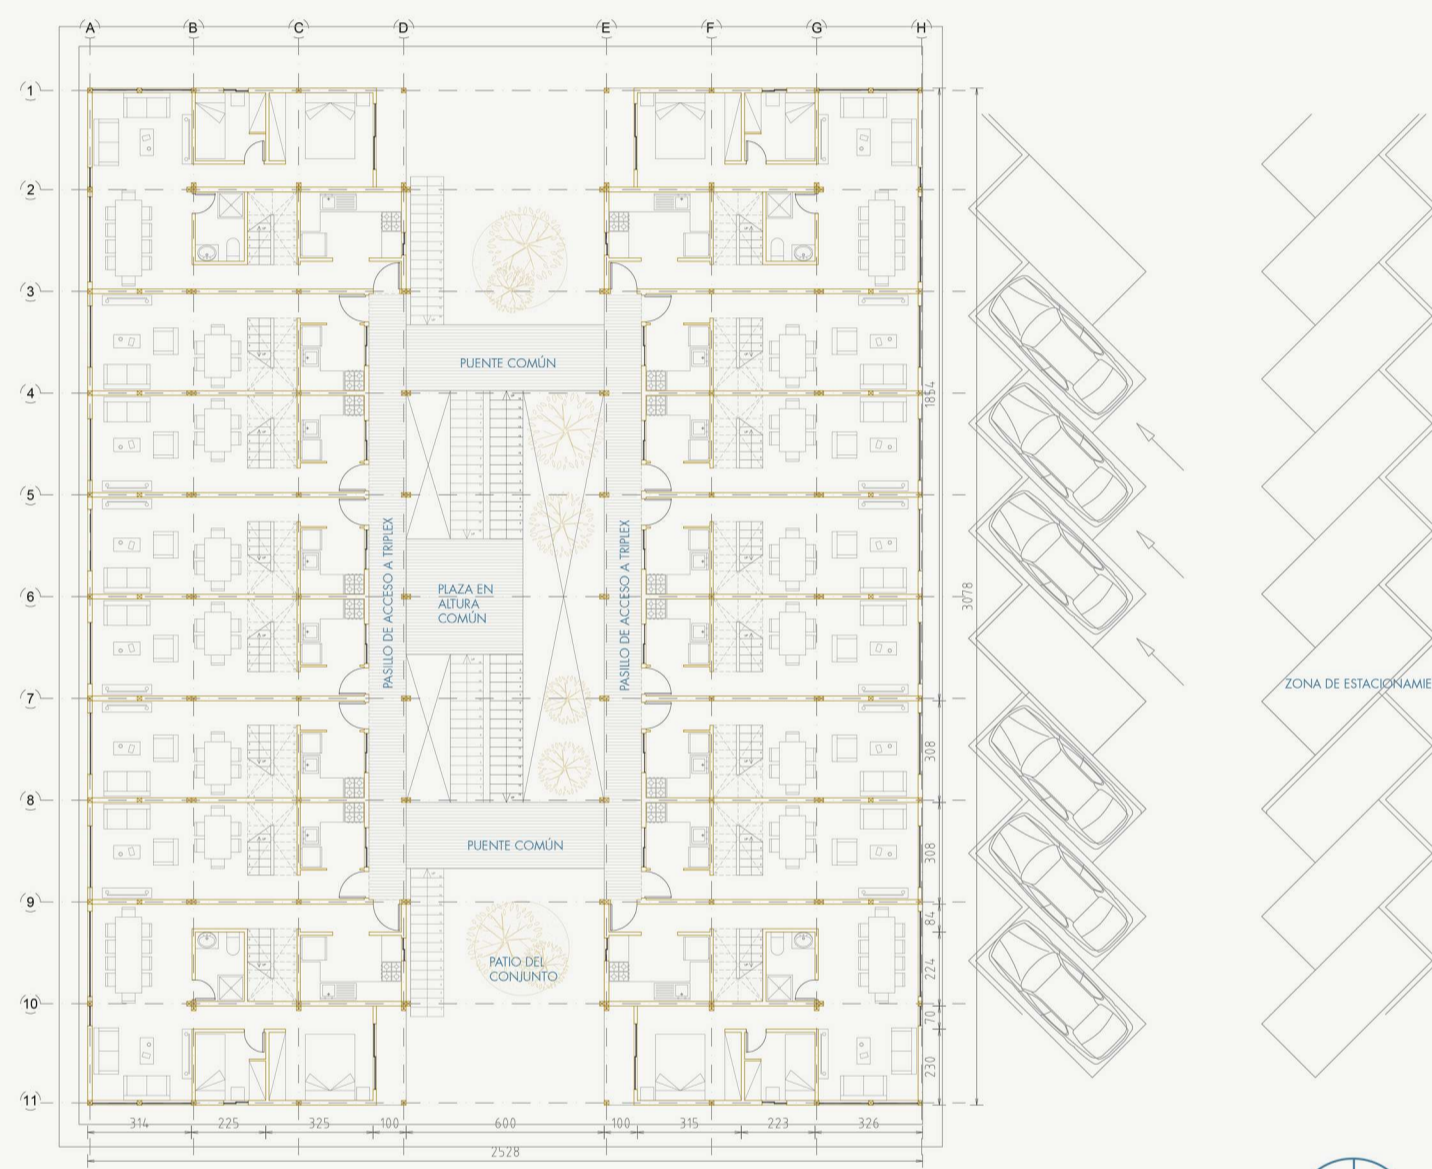 A B C D E F G H
1
2
3
PUENTE COMÚN
4
1854
5
PASILLO DE ACCESO A TRIPLEX
PASILLO DE ACCESO A TRIPLEX
6
PLAZA EN
ALTURA
COMÚN
3078
ZONA DE ESTACIONAMIE
7
308
8
PUENTE COMÚN
308
9
84
PATIO DEL
CONJUNTO
224
10
70
230
11
314 225 325 100 600 100 315 223 326
2528